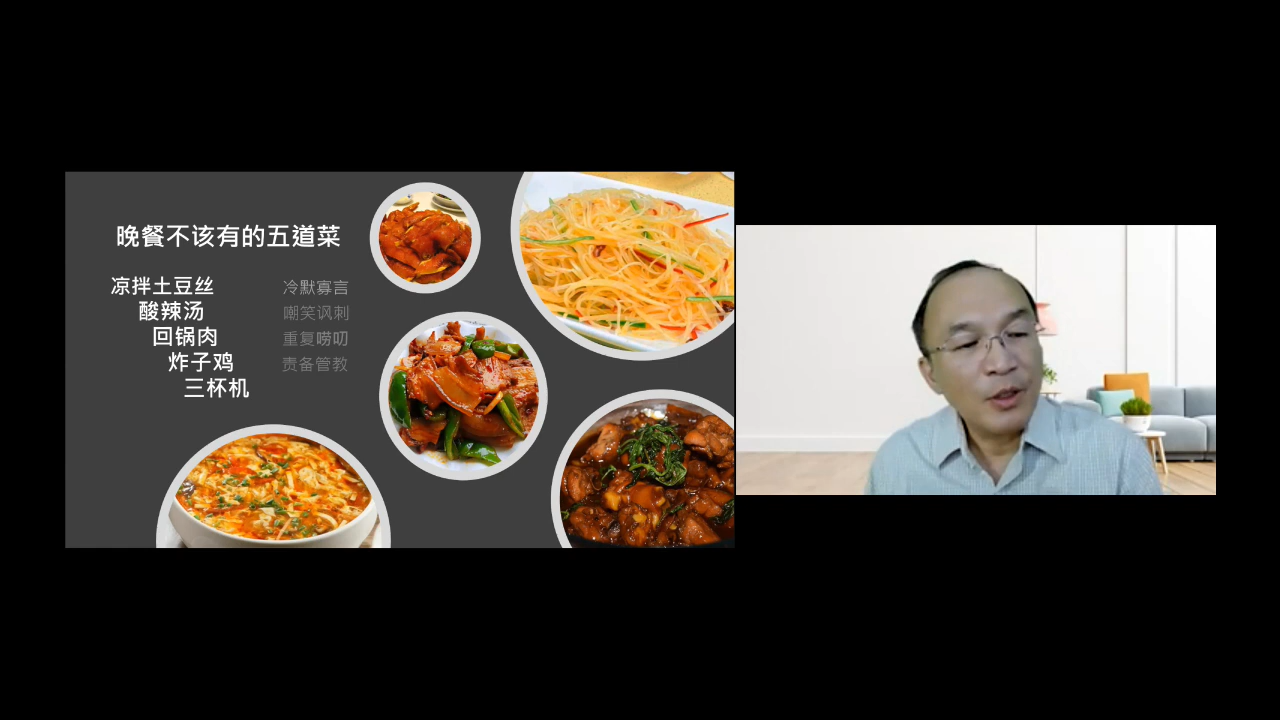 晚餐不该有的五道菜
凉拌土豆丝 冷默寡言
酸辣汤 嘲笑讽刺
回锅肉 重复唠叨
炸子鸡 责备管教
三杯机